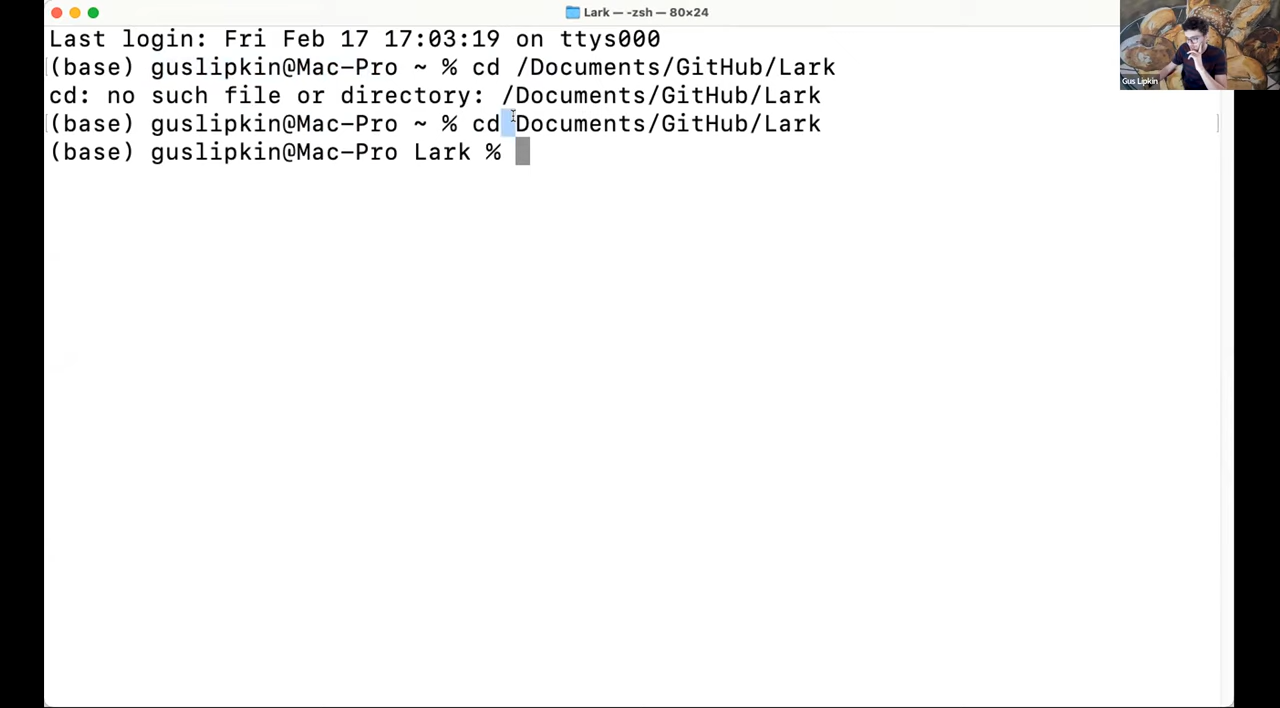 Lark — -zsh — 80×24
Last login: Fri Feb 17 17:03:19 on ttys000
(base) guslipkin@Mac-Pro ~ % cd /Documents/GitHub/Lark
cd: no such file or directory: /Documents/GitHub/Lark
(base) guslipkin@Mac-Pro ~ % cd Documents/GitHub/Lark
(base) guslipkin@Mac-Pro Lark %
Gus Lipkin